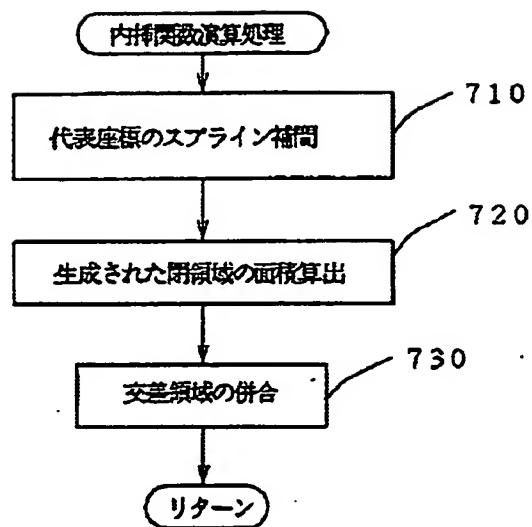 内挿関数演算処理
710
代表座標のスプライン補間
720
生成された閉領域の面積算出
730
交差領域の併合
リターン